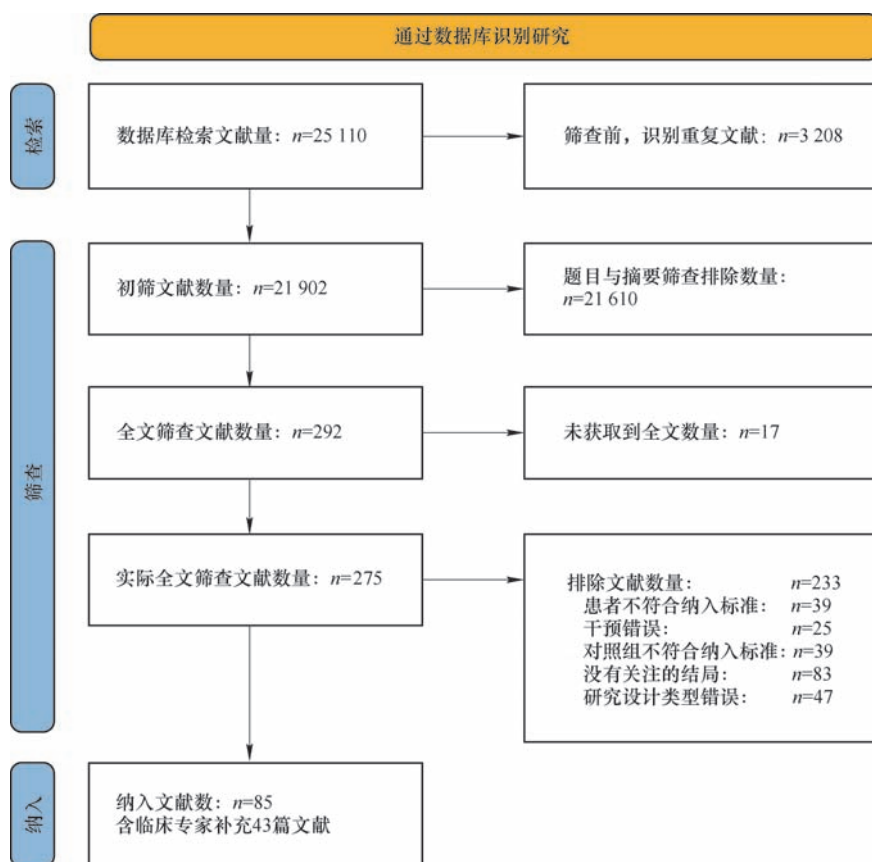 通过数据库识别研究
检索
数据库检索文献量：n=25 110
筛查前，识别重复文献：n=3 208
筛查
初筛文献数量：n=21 902
题目与摘要筛查排除数量：
n=21 610
全文筛查文献数量：n=292
未获取到全文数量：n=17
实际全文筛查文献数量：n=275
排除文献数量： n=233
患者不符合纳入标准：n=39
干预错误： n=25
对照组不符合纳入标准：n=39
没有关注的结局： n=83
研究设计类型错误： n=47
纳入
纳入文献数：n=85
含临床专家补充43篇文献